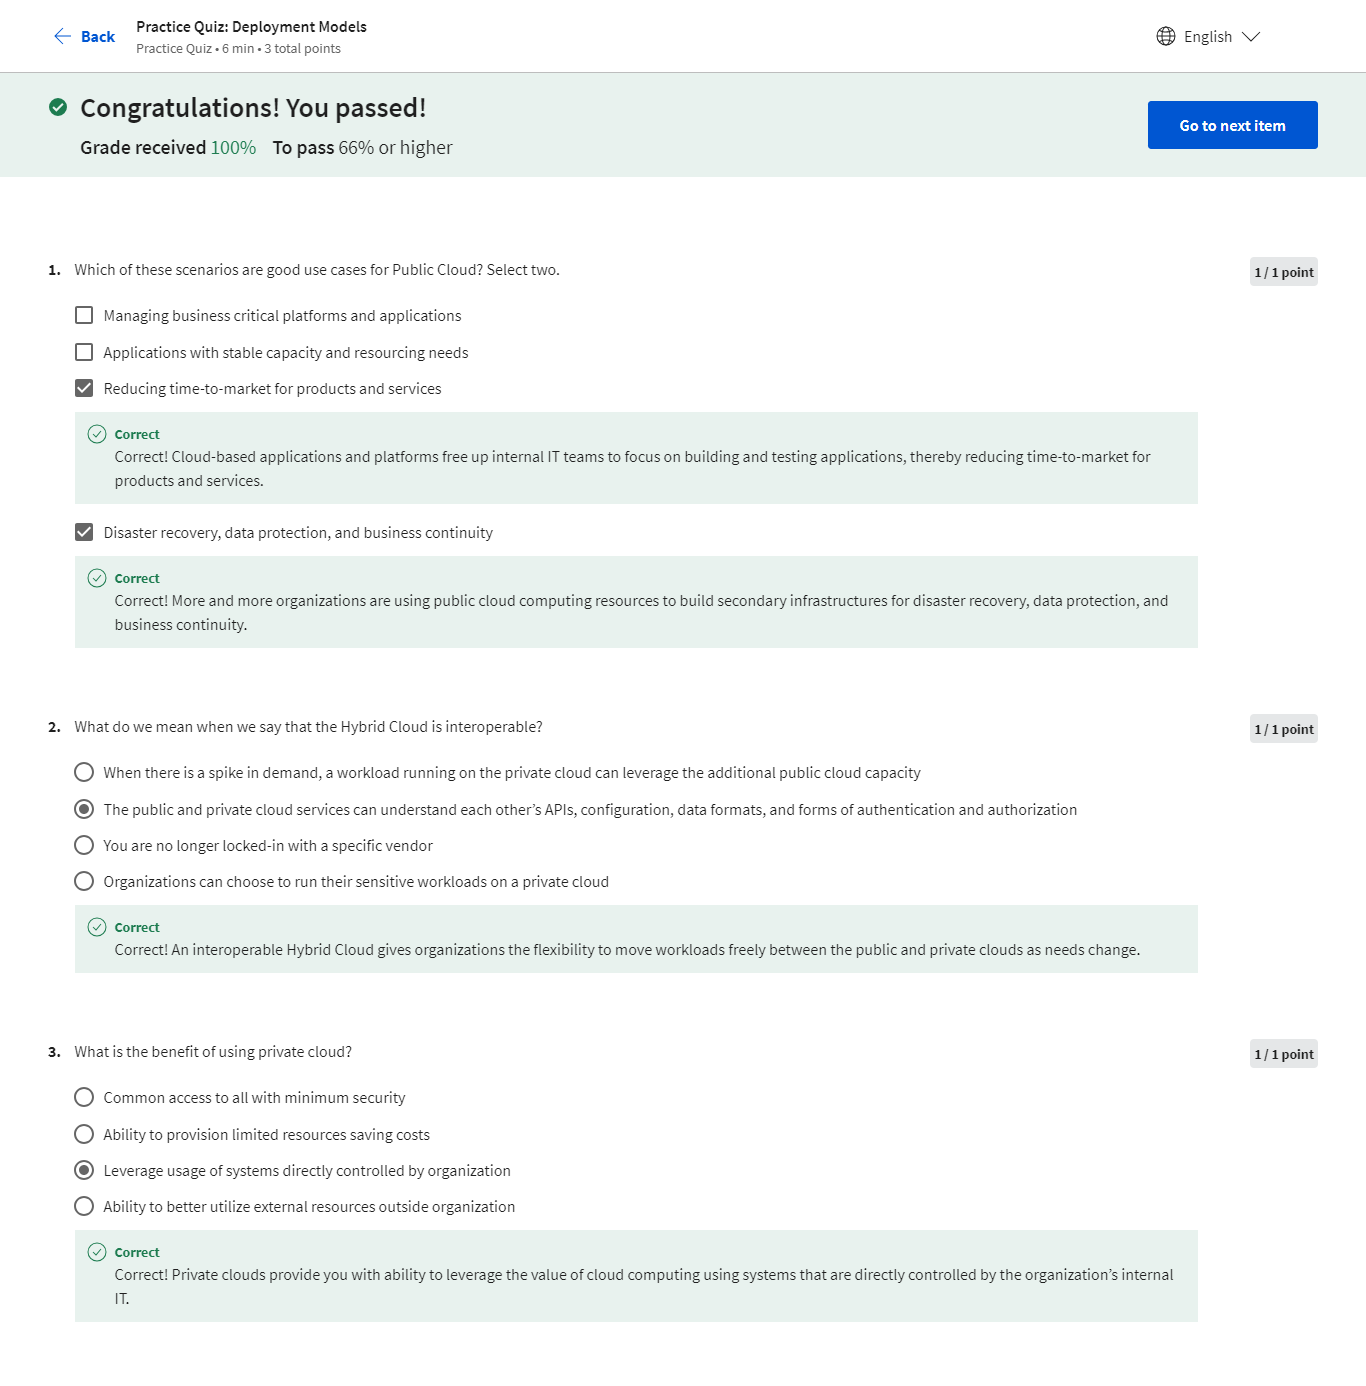 Back
Practice Quiz: Deployment Models
Practice Quiz • 6 min • 3 total points
English
Congratulations! You passed!
Grade received 100% To pass 66% or higher
Go to next item
1. Which of these scenarios are good use cases for Public Cloud? Select two.
1 / 1 point
Managing business critical platforms and applications
Applications with stable capacity and resourcing needs
Reducing time-to-market for products and services
Correct
Correct! Cloud-based applications and platforms free up internal IT teams to focus on building and testing applications, thereby reducing time-to-market for
products and services.
Disaster recovery, data protection, and business continuity
Correct
Correct! More and more organizations are using public cloud computing resources to build secondary infrastructures for disaster recovery, data protection, and
business continuity.
2. What do we mean when we say that the Hybrid Cloud is interoperable?
1 / 1 point
When there is a spike in demand, a workload running on the private cloud can leverage the additional public cloud capacity
The public and private cloud services can understand each other’s APIs, configuration, data formats, and forms of authentication and authorization
You are no longer locked-in with a specific vendor
Organizations can choose to run their sensitive workloads on a private cloud
Correct
Correct! An interoperable Hybrid Cloud gives organizations the flexibility to move workloads freely between the public and private clouds as needs change.
3. What is the benefit of using private cloud?
1 / 1 point
Common access to all with minimum security
Ability to provision limited resources saving costs
Leverage usage of systems directly controlled by organization
Ability to better utilize external resources outside organization
Correct
Correct! Private clouds provide you with ability to leverage the value of cloud computing using systems that are directly controlled by the organization’s internal
IT.